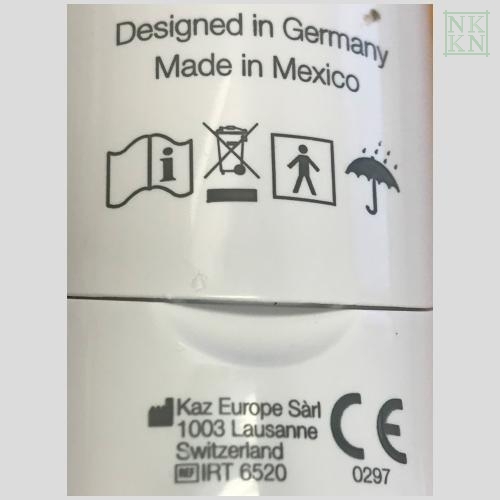 NK
KN
Designed in Germany
Made in Mexico
i
Kaz Europe Sàrl
1003 Lausanne
Switzerland
REF IRT 6520
CE
0297